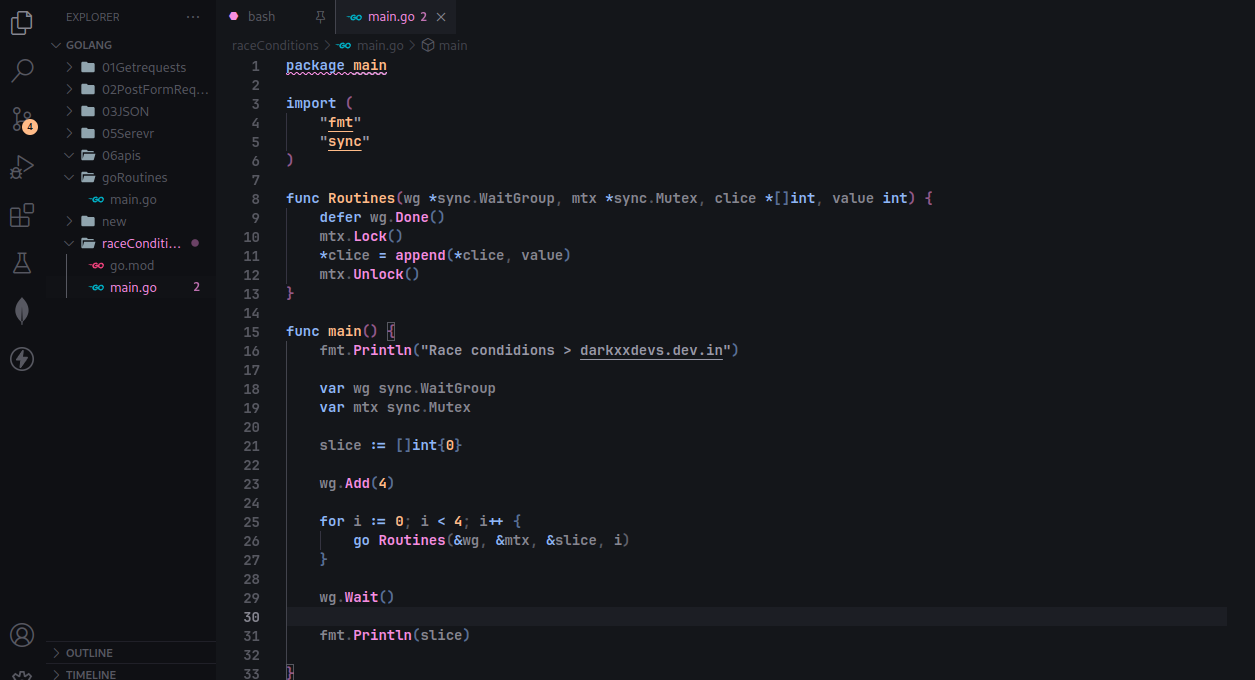 EXPLORER ...
GOLANG
01Getrequests
02PostFormReq...
03JSON
05Serevr
06apis
goRoutines
main.go
new
raceConditi...
go.mod
main.go 2
OUTLINE
TIMELINE
4
bash
main.go 2
raceConditions > main.go > main
1 package main
2
3 import (
4 "fmt"
5 "sync"
6 )
7
8 func Routines(wg *sync.WaitGroup, mtx *sync.Mutex, clice *[]int, value int) {
9 defer wg.Done()
10 mtx.Lock()
11 *clice = append(*clice, value)
12 mtx.Unlock()
13 }
14
15 func main() {
16 fmt.Println("Race condidions > darkxxdevs.dev.in")
17
18 var wg sync.WaitGroup
19 var mtx sync.Mutex
20
21 slice := []int{0}
22
23 wg.Add(4)
24
25 for i := 0; i < 4; i++ {
26 go Routines(&wg, &mtx, &slice, i)
27 }
28
29 wg.Wait()
30
31 fmt.Println(slice)
32
33 }